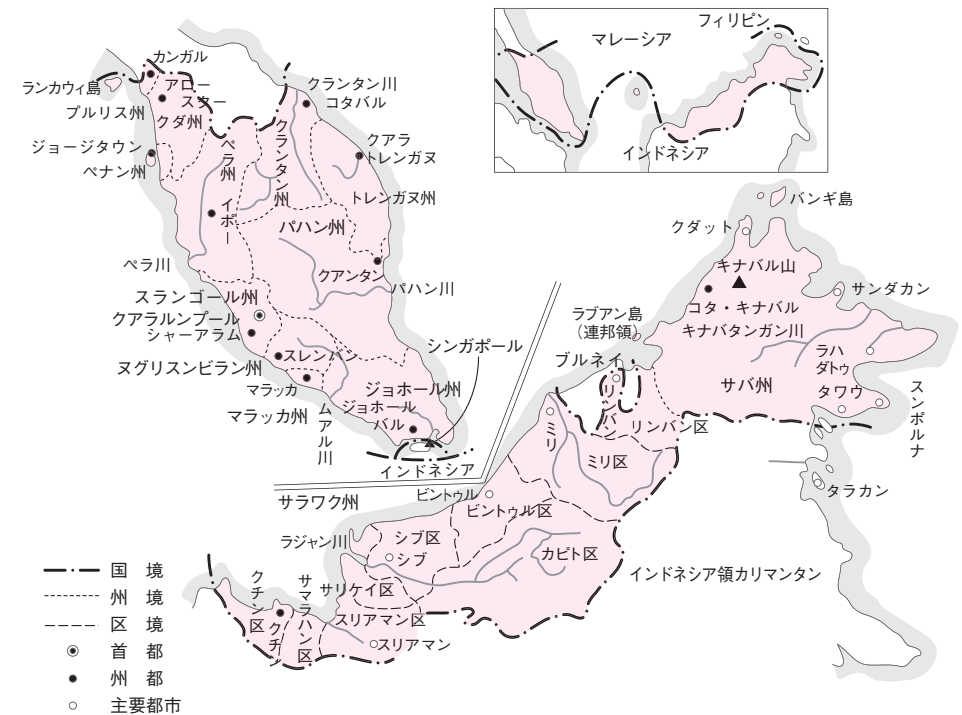 カンガル
ランカウィ島
アロー
スター
プルリス州
クダ州
ジョージタウン
ペナン州
ペラ州
クランタン州
クランタン川
コタバル
クアラ
トレンガヌ
トレンガヌ州
イポー
パハン州
ペラ川
クアンタン
パハン川
スランゴール州
クアラルンプール
シャーアラム
ヌグリスンビラン州
スレンバン
マラッカ
マラッカ州
ムアル川
ジョホール州
ジョホール
バル
シンガポール
インドネシア
フィリピン
マレーシア
インドネシア
バンギ島
クダット
キナバル山
サンダカン
コタ・キナバル
キナバタンガン川
ラブアン島
(連邦領)
ブルネイ
ラハ
ダトゥ
サバ州
タワウ
スンポルナ
リンバン
リンバン区
ミリ
ミリ区
タラカン
サラワク州
ビントゥル
ビントゥル区
ラジャン川
シブ区
シブ
カピト区
サリケイ区
インドネシア領カリマンタン
スリアマン区
スリアマン
クチン区
クチン
サマラハン区
国 境
州 境
区 境
首 都
州 都
主要都市